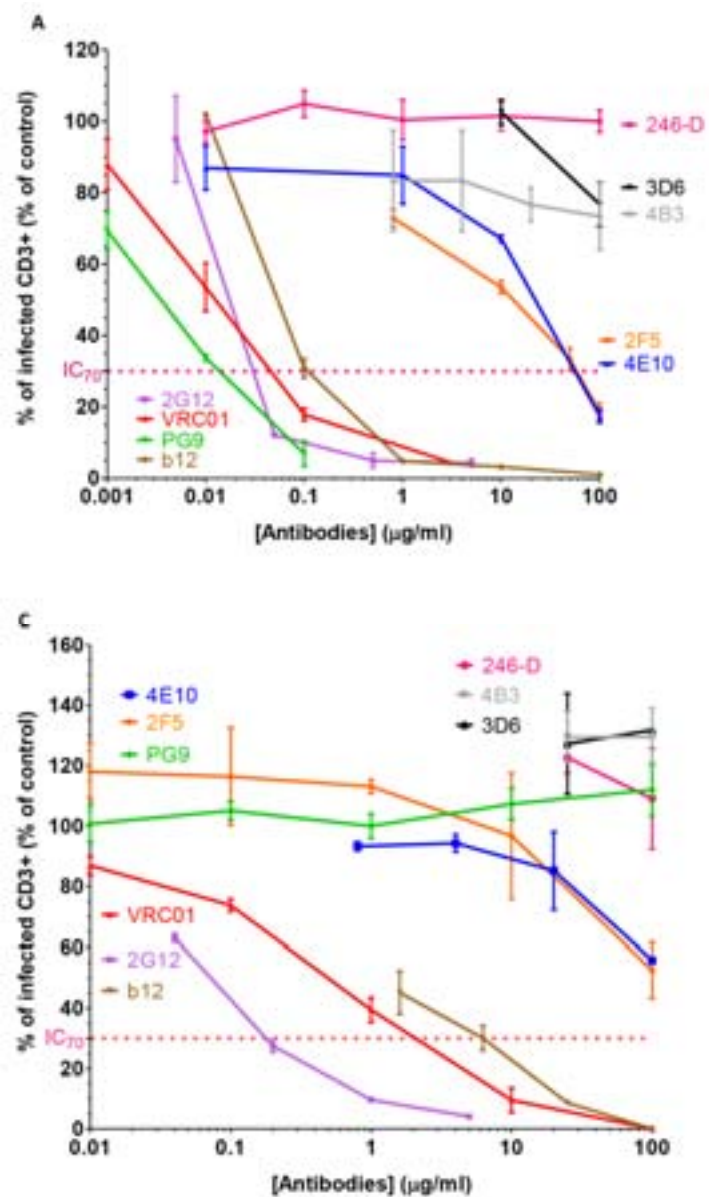 A
120
100
80
60
40
20
0
% of infected CD3+ (% of control)
IC70
246-D
3D6
4B3
2F5
4E10
2G12
VRC01
PG9
b12
0.001 0.01 0.1 1 10 100
[Antibodies] (µg/ml)
C
160
140
120
100
80
60
40
20
0
% of infected CD3+ (% of control)
IC70
4E10
2F5
PG9
246-D
4B3
3D6
VRC01
2G12
b12
0.01 0.1 1 10 100
[Antibodies] (µg/ml)